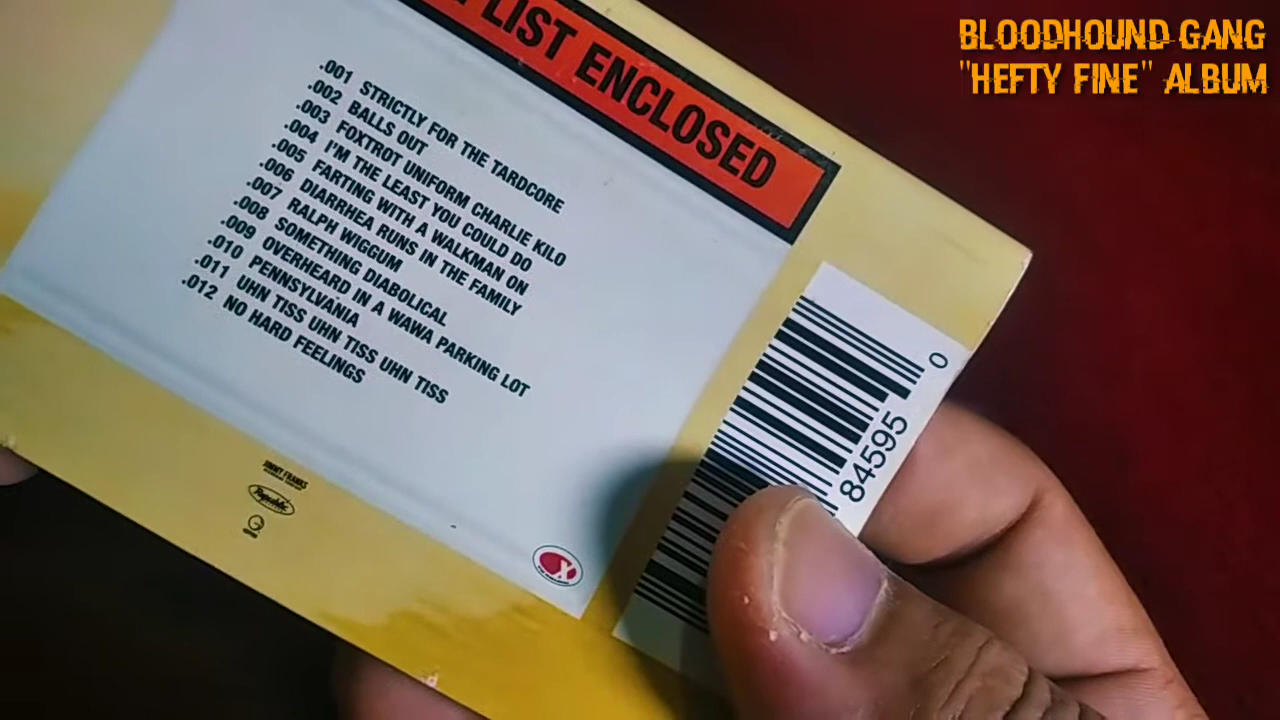 BLOODHOUND GANG
"HEFTY FINE" ALBUM
LIST ENCLOSED
.001 STRICTLY FOR THE TARDCORE
.002 BALLS OUT
.003 FOXTROT UNIFORM CHARLIE KILO
.004 I'M THE LEAST YOU COULD DO
.005 FARTING WITH A WALKMAN ON
.006 DIARRHEA RUNS IN THE FAMILY
.007 RALPH WIGGUM
.008 SOMETHING DIABOLICAL
.009 OVERHEARD IN A WAWA PARKING LOT
.010 PENNSYLVANIA
.011 UHN TISS UHN TISS UHN TISS
.012 NO HARD FEELINGS
84595 0
JIMMY FRANKS
Republic
X